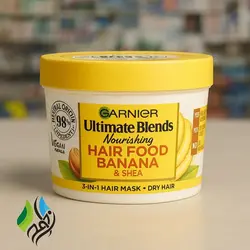 GARNIER
Ultimate Blends
Nourishing
HAIR FOOD
BANANA
& SHEA
3-IN-1 HAIR MASK • DRY HAIR
98%
VEGAN